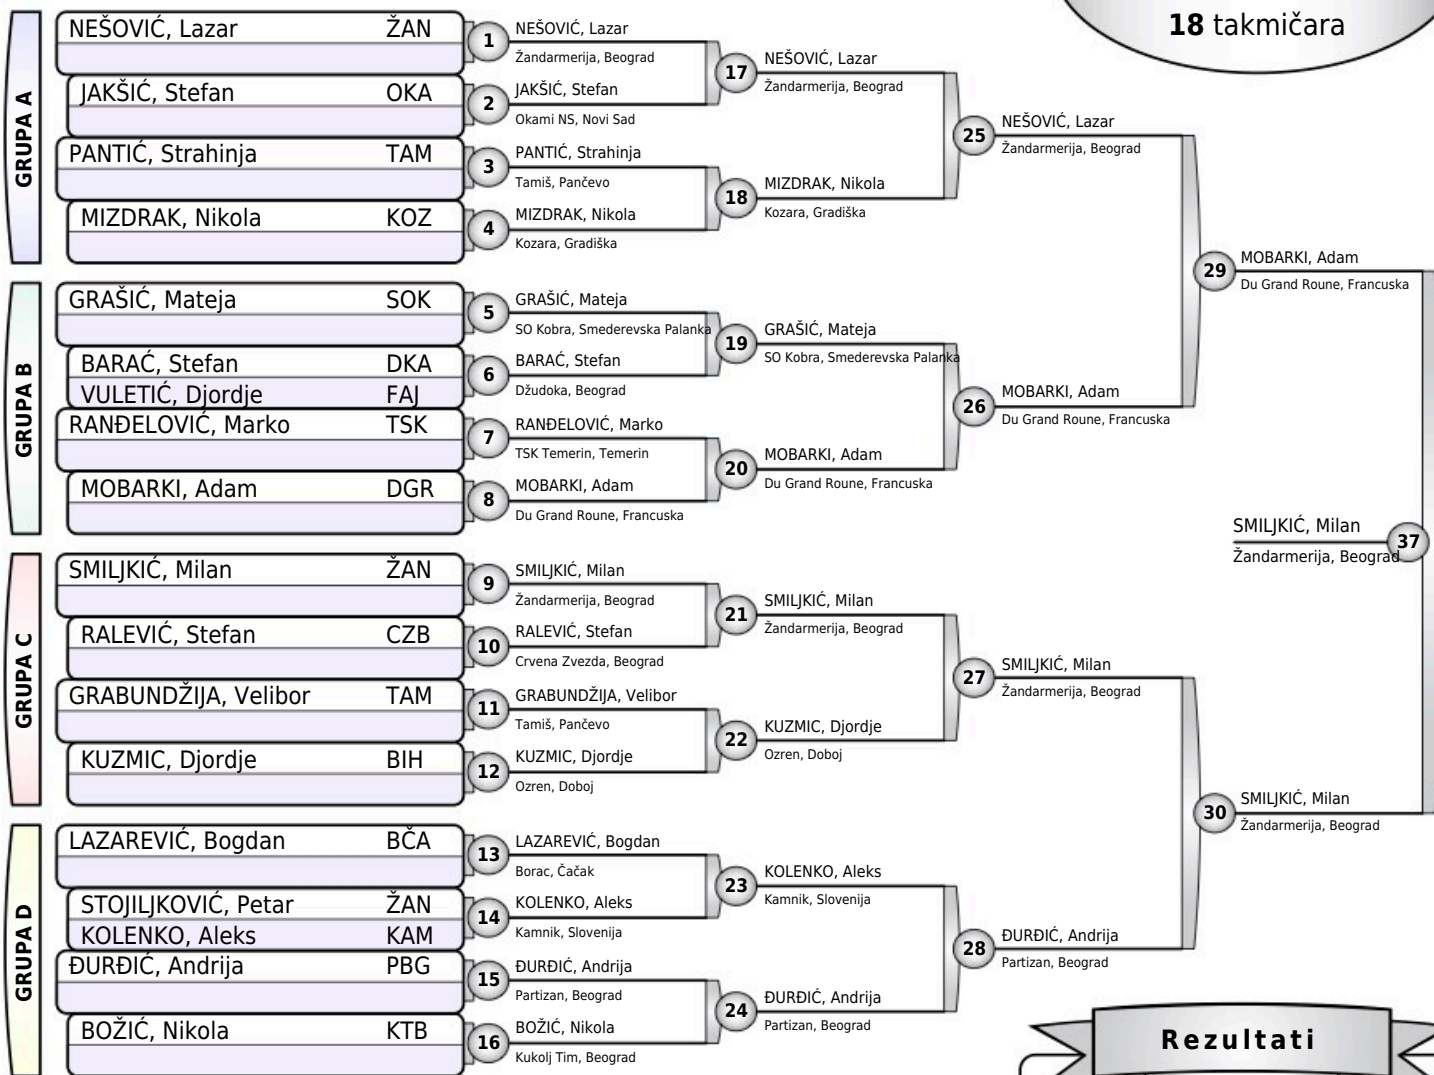 18 takmičara
GRUPA A
NEŠOVIĆ, Lazar ŽAN
JAKŠIĆ, Stefan OKA
PANTIĆ, Strahinja TAM
MIZDRAK, Nikola KOZ
GRUPA B
GRAŠIĆ, Mateja SOK
BARAĆ, Stefan DKA
VULETIĆ, Djordje FAJ
RANĐELOVIĆ, Marko TSK
MOBARKI, Adam DGR
GRUPA C
SMILJKIĆ, Milan ŽAN
RALEVIĆ, Stefan CZB
GRABUNDŽIJA, Velibor TAM
KUZMIC, Djordje BIH
GRUPA D
LAZAREVIĆ, Bogdan BČA
STOJILJKOVIĆ, Petar ŽAN
KOLENKO, Aleks KAM
ĐURĐIĆ, Andrija PBG
BOŽIĆ, Nikola KTB
1 NEŠOVIĆ, Lazar
Žandarmerija, Beograd
2 JAKŠIĆ, Stefan
Okami NS, Novi Sad
3 PANTIĆ, Strahinja
Tamiš, Pančevo
4 MIZDRAK, Nikola
Kozara, Gradiška
5 GRAŠIĆ, Mateja
SO Kobra, Smederevska Palanka
6 BARAĆ, Stefan
Džudoka, Beograd
7 RANĐELOVIĆ, Marko
TSK Temerin, Temerin
8 MOBARKI, Adam
Du Grand Roune, Francuska
9 SMILJKIĆ, Milan
Žandarmerija, Beograd
10 RALEVIĆ, Stefan
Crvena Zvezda, Beograd
11 GRABUNDŽIJA, Velibor
Tamiš, Pančevo
12 KUZMIC, Djordje
Ozren, Doboj
13 LAZAREVIĆ, Bogdan
Borac, Čačak
14 KOLENKO, Aleks
Kamnik, Slovenija
15 ĐURĐIĆ, Andrija
Partizan, Beograd
16 BOŽIĆ, Nikola
Kukolj Tim, Beograd
17 NEŠOVIĆ, Lazar
Žandarmerija, Beograd
18 MIZDRAK, Nikola
Kozara, Gradiška
19 GRAŠIĆ, Mateja
SO Kobra, Smederevska Palanka
20 MOBARKI, Adam
Du Grand Roune, Francuska
21 SMILJKIĆ, Milan
Žandarmerija, Beograd
22 KUZMIC, Djordje
Ozren, Doboj
23 KOLENKO, Aleks
Kamnik, Slovenija
24 ĐURĐIĆ, Andrija
Partizan, Beograd
25 NEŠOVIĆ, Lazar
Žandarmerija, Beograd
26 MOBARKI, Adam
Du Grand Roune, Francuska
27 SMILJKIĆ, Milan
Žandarmerija, Beograd
28 ĐURĐIĆ, Andrija
Partizan, Beograd
29 MOBARKI, Adam
Du Grand Roune, Francuska
30 SMILJKIĆ, Milan
Žandarmerija, Beograd
SMILJKIĆ, Milan 37
Žandarmerija, Beograd
Rezultati